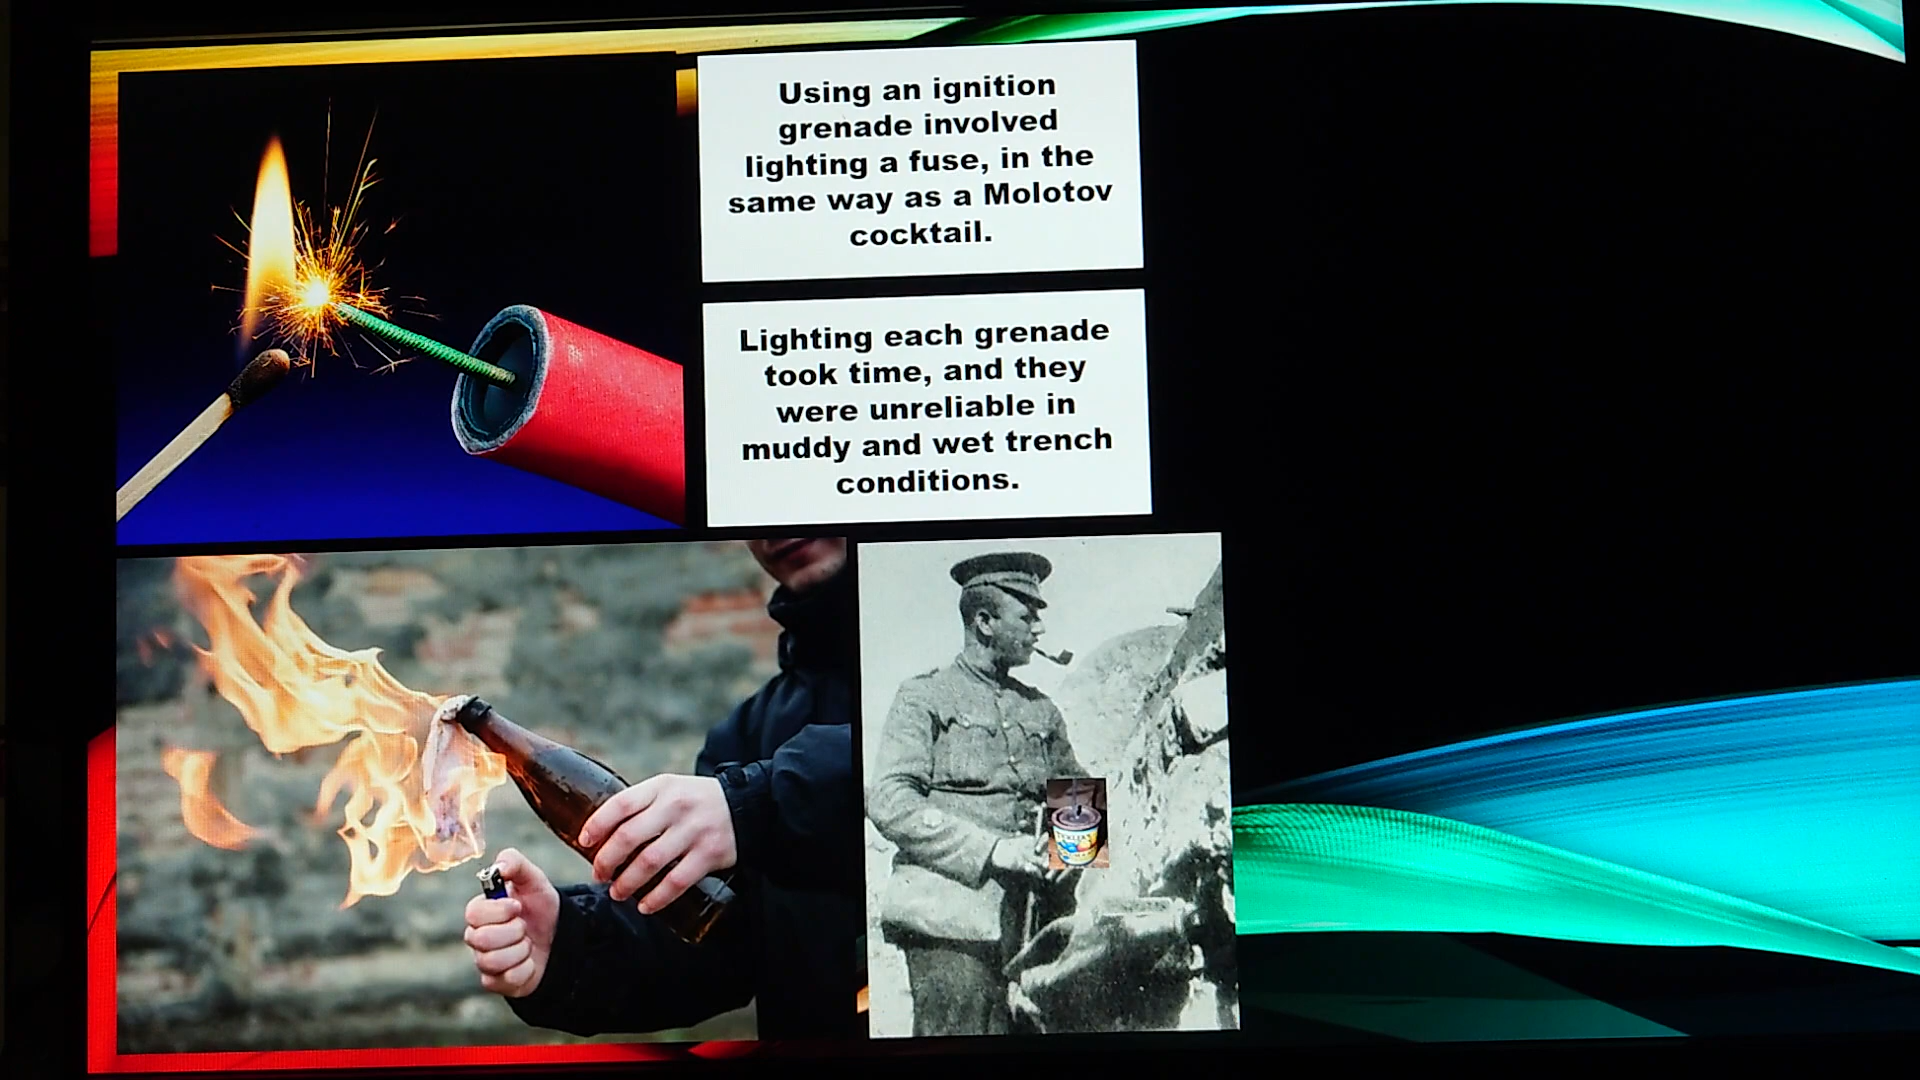 Using an ignition
grenade involved
lighting a fuse, in the
same way as a Molotov
cocktail.
Lighting each grenade
took time, and they
were unreliable in
muddy and wet trench
conditions.